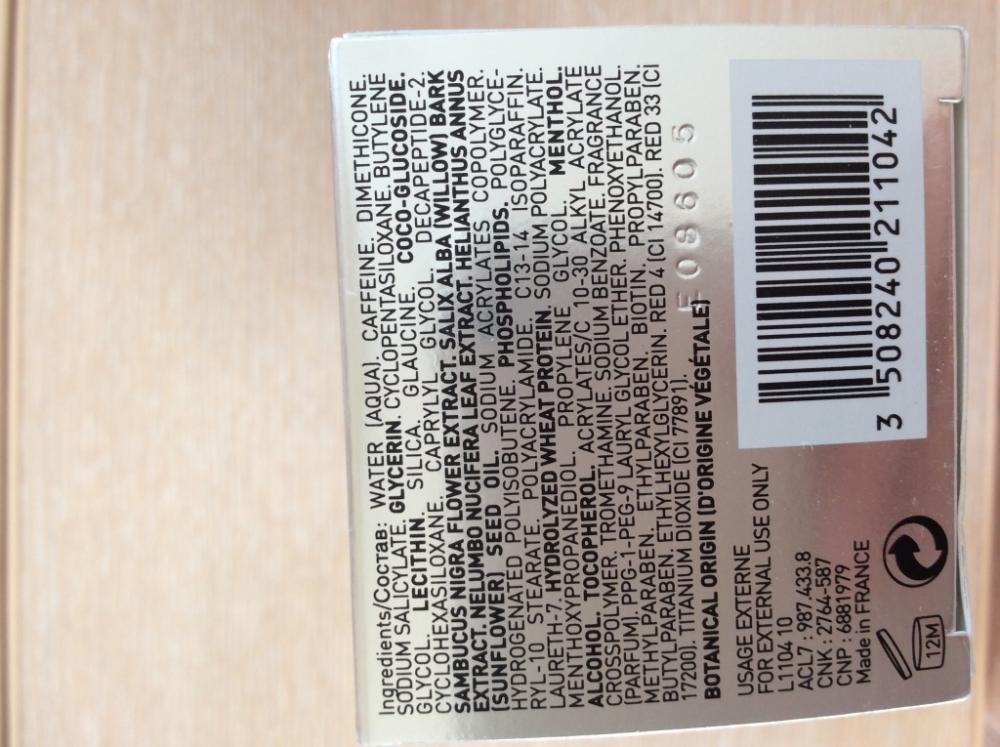 Ingredients/Состав: WATER (AQUA). CAFFEINE. DIMETHICONE.
SODIUM SALICYLATE. GLYCERIN. CYCLOPENTASILOXANE. BUTYLENE
GLYCOL. LECITHIN. SILICA. GLAUCINE. COCO-GLUCOSIDE.
CYCLOHEXASILOXANE. CAPRYLYL GLYCOL. DECAPEPTIDE-2.
SAMBUCUS NIGRA FLOWER EXTRACT. SALIX ALBA (WILLOW) BARK
EXTRACT. NELUMBO NUCIFERA LEAF EXTRACT. HELIANTHUS ANNUS
(SUNFLOWER) SEED OIL. SODIUM ACRYLATES COPOLYMER.
HYDROGENATED POLYISOBUTENE. PHOSPHOLIPIDS. POLYGLYCE-
RYL-10 STEARATE. POLYACRYLAMIDE. C13-14 ISOPARAFFIN.
LAURETH-7. HYDROLYZED WHEAT PROTEIN. SODIUM POLYACRYLATE.
MENTHOXYPROPANEDIOL. PROPYLENE GLYCOL. MENTHOL.
ALCOHOL. TOCOPHEROL. ACRYLATES/C 10-30 ALKYL ACRYLATE
CROSSPOLYMER. TROMETHAMINE. SODIUM BENZOATE. FRAGRANCE
(PARFUM). PPG-1-PEG-9 LAURYL GLYCOL ETHER. PHENOXYETHANOL.
METHYLPARABEN. ETHYLPARABEN. BIOTIN. PROPYLPARABEN.
BUTYLPARABEN. ETHYLHEXYLGLYCERIN. RED 4 (CI 14700). RED 33 (CI
17200). TITANIUM DIOXIDE (CI 77891).
BOTANICAL ORIGIN (D'ORIGINE VÉGÉTALE)
F08605
USAGE EXTERNE
FOR EXTERNAL USE ONLY
L1104 10
ACL7 : 987.433.8
CNK : 2764-587
CNP : 6881979
Made in FRANCE
12M
3 508240 211042